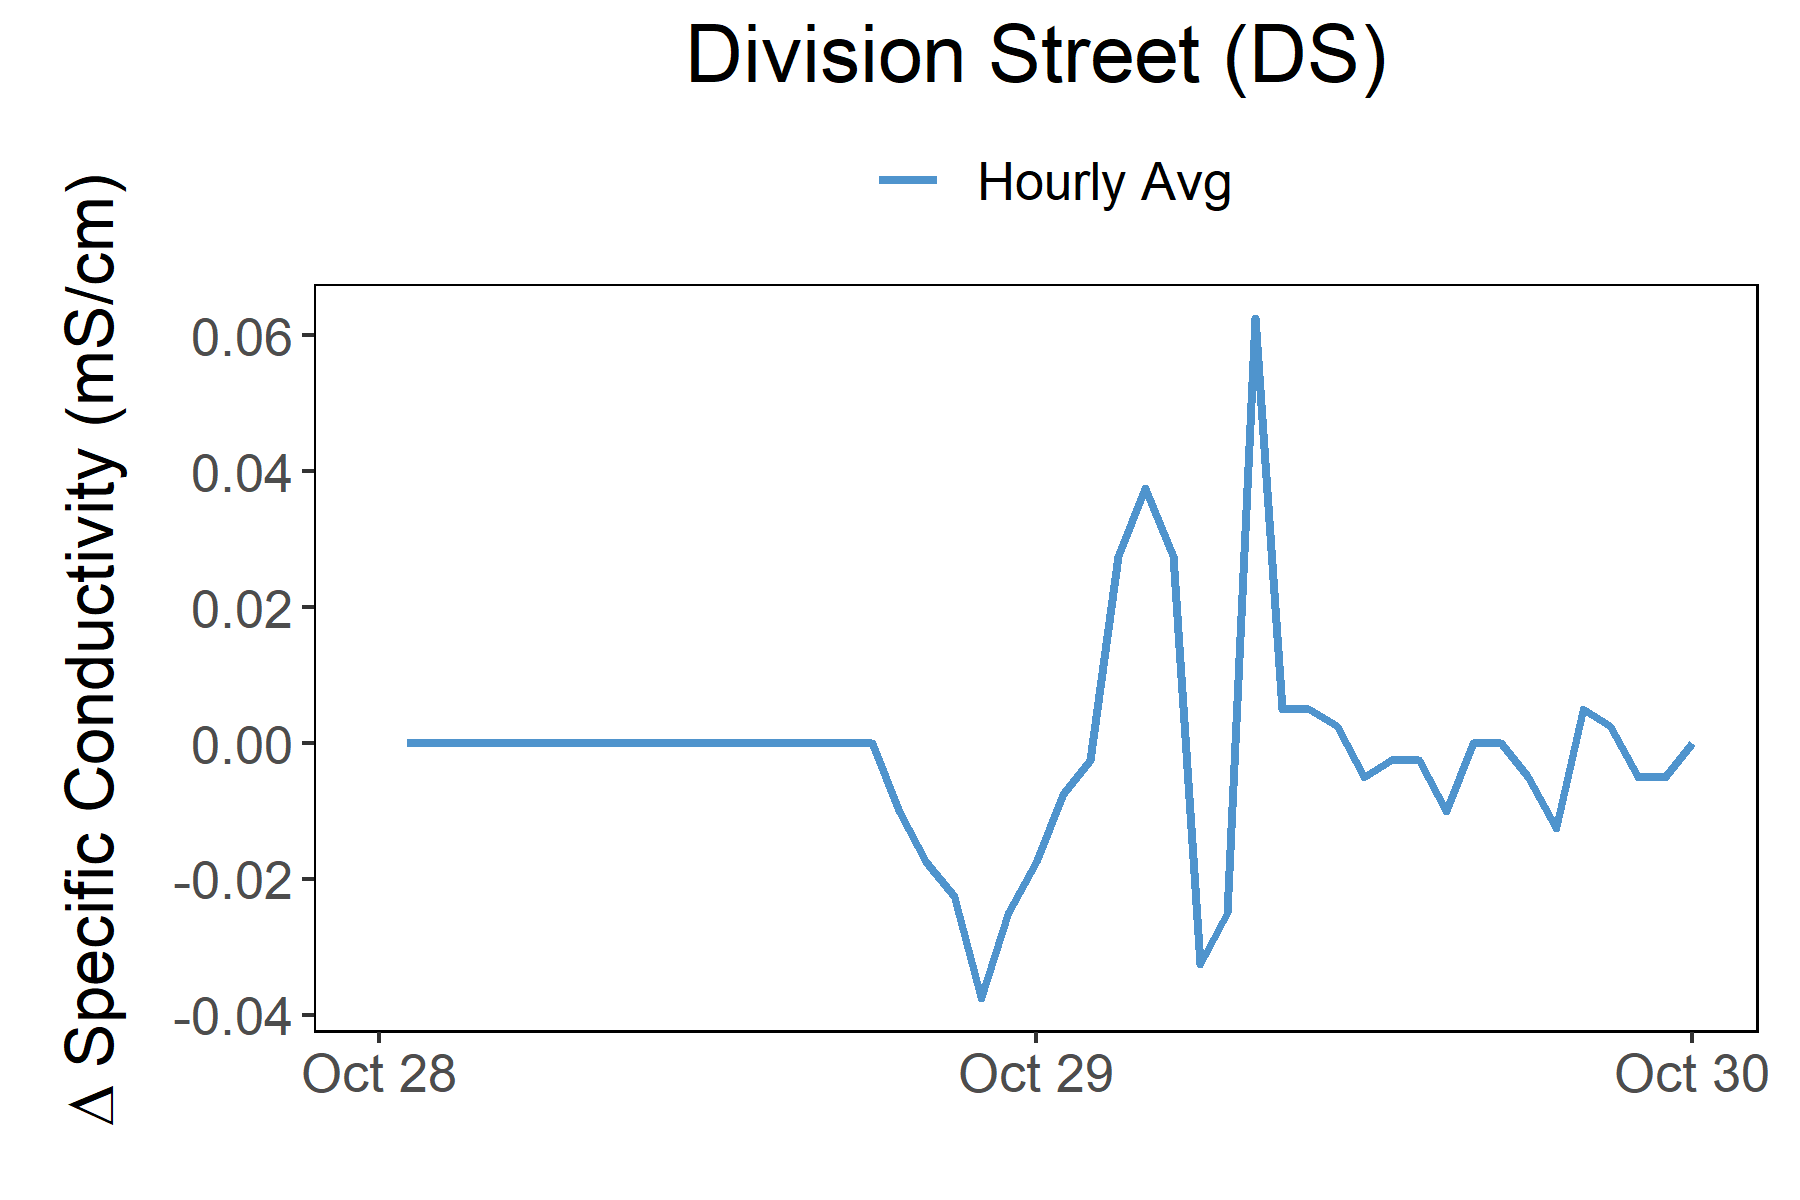 Division Street (DS)
Hourly Avg
Δ Specific Conductivity (mS/cm)
0.06
0.04
0.02
0.00
-0.02
-0.04
Oct 28
Oct 29
Oct 30